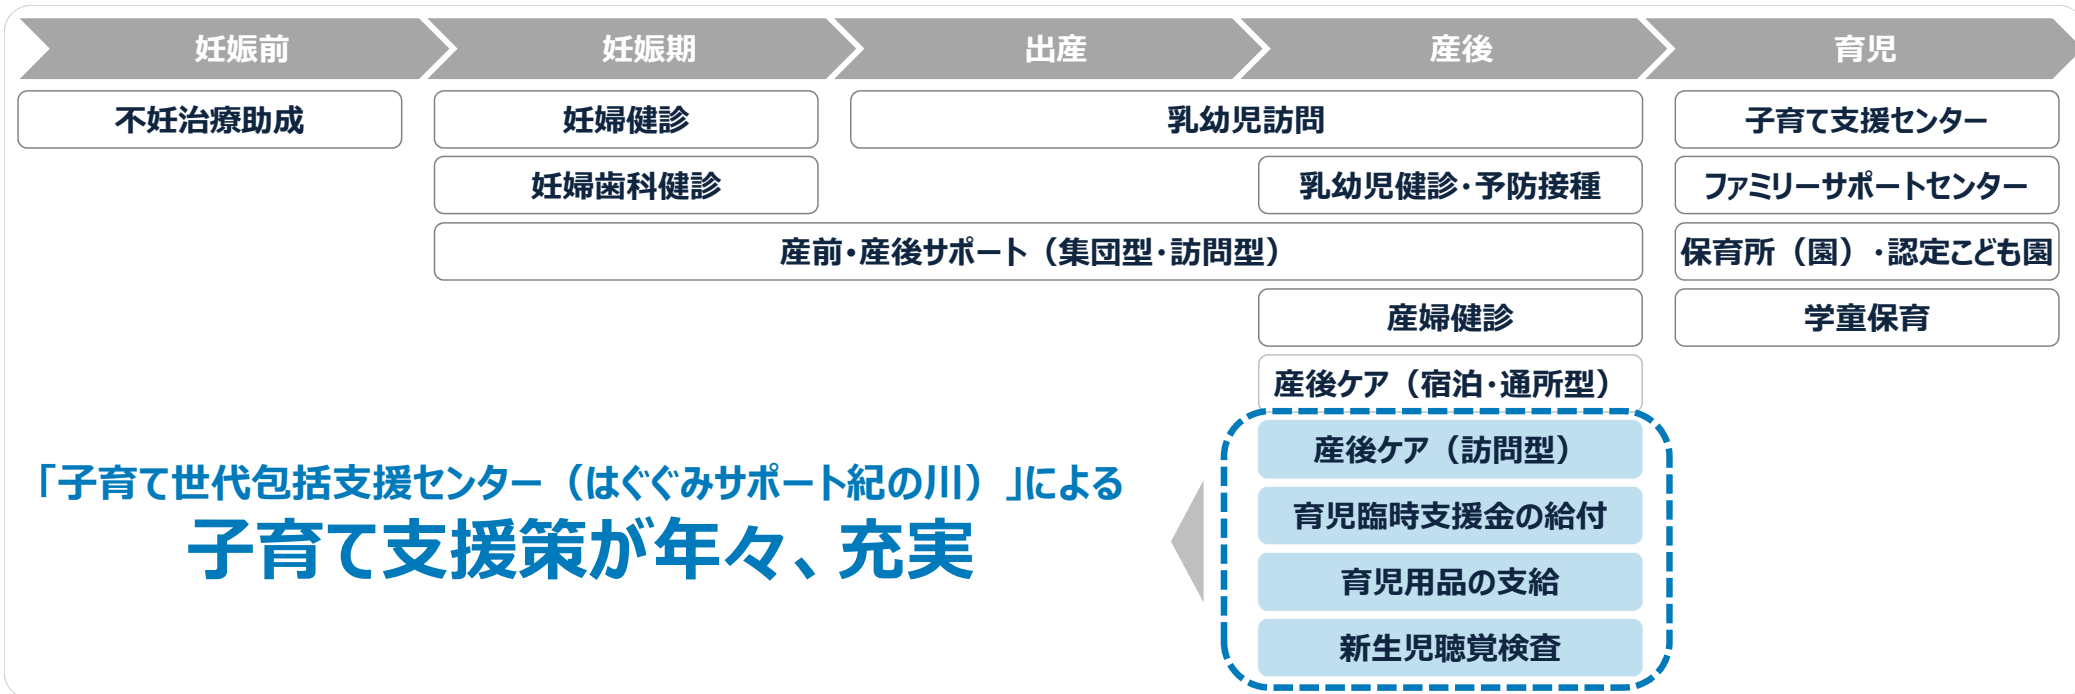 妊娠前
妊娠期
出産
産後
育児
不妊治療助成
妊婦健診
乳幼児訪問
子育て支援センター
妊婦歯科健診
乳幼児健診・予防接種
ファミリーサポートセンター
産前・産後サポート（集団型・訪問型）
保育所（園）・認定こども園
産婦健診
学童保育
産後ケア（宿泊・通所型）
産後ケア（訪問型）
育児臨時支援金の給付
育児用品の支給
新生児聴覚検査
「子育て世代包括支援センター（はぐぐみサポート紀の川）」による
子育て支援策が年々、充実